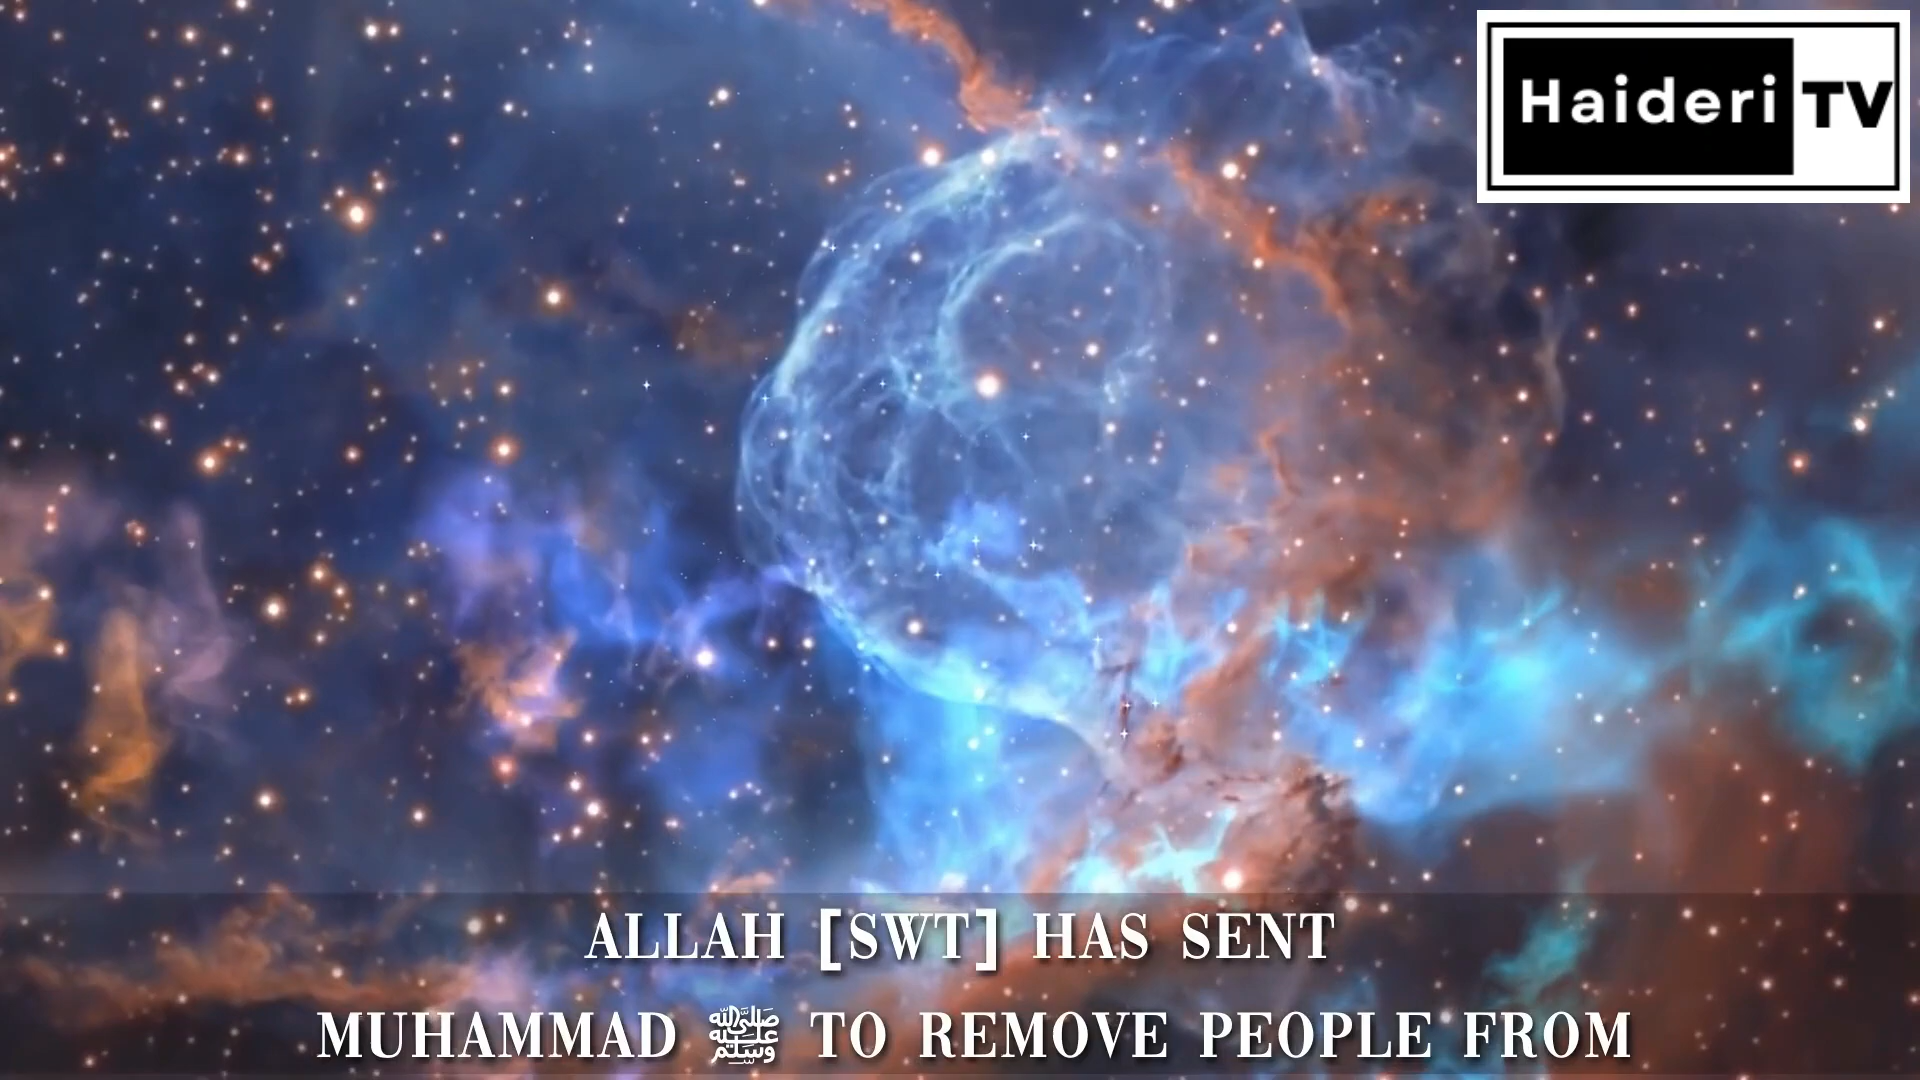 Haideri TV
ALLAH [SWT] HAS SENT
MUHAMMAD ﷺ TO REMOVE PEOPLE FROM